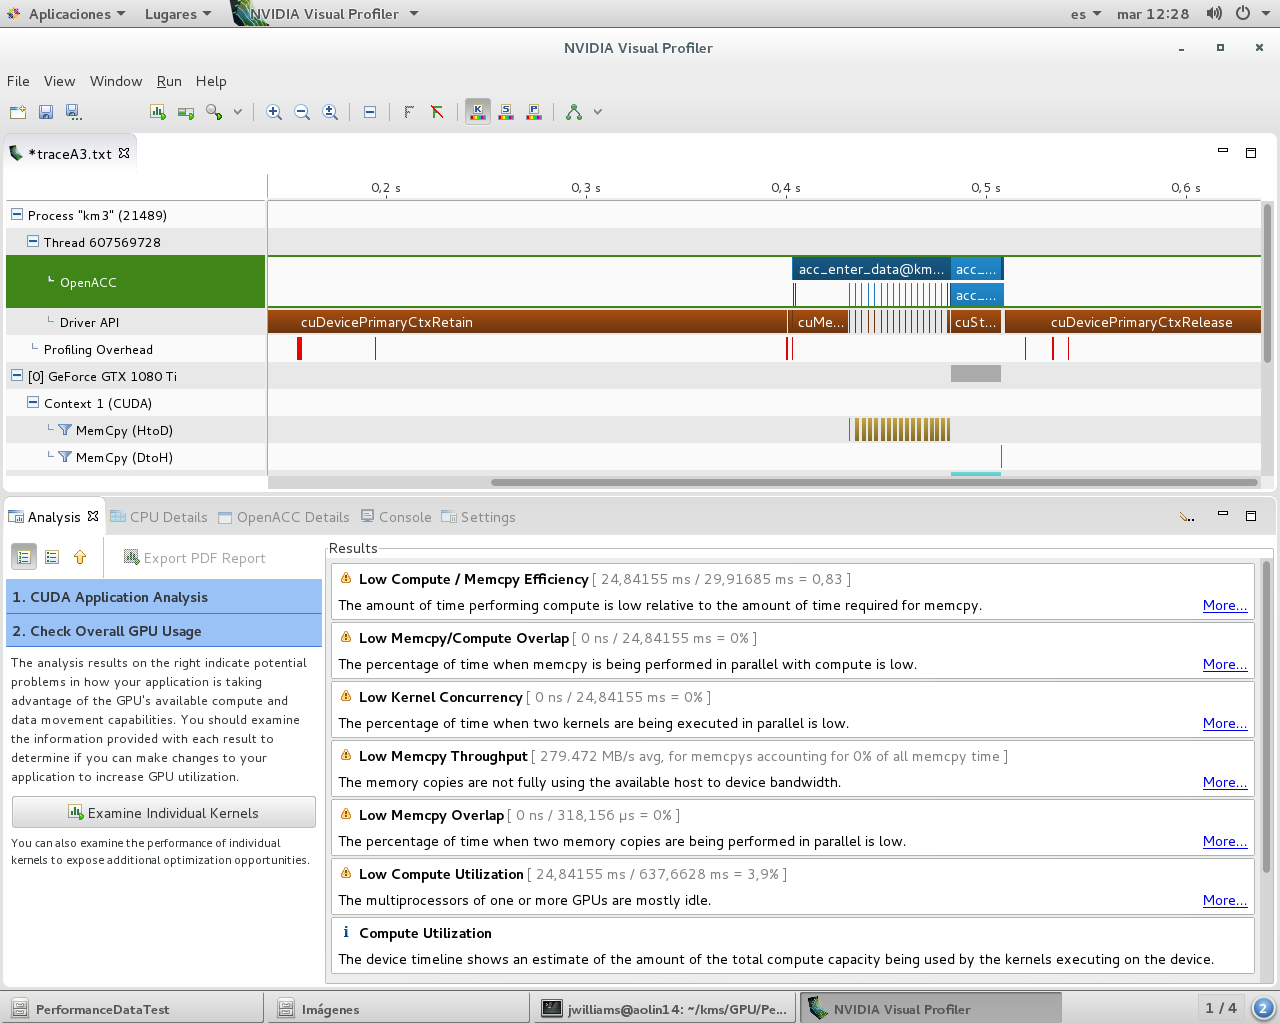 Aplicaciones Lugares NVIDIA Visual Profiler es mar 12:28
NVIDIA Visual Profiler
File View Window Run Help
K S P
*traceA3.txt
0,2 s 0,3 s 0,4 s 0,5 s 0,6 s
Process "km3" (21489)
Thread 607569728
OpenACC acc_enter_data@km... acc_...
acc_...
Driver API cuDevicePrimaryCtxRetain cuMe... cuSt... cuDevicePrimaryCtxRelease
Profiling Overhead
[0] GeForce GTX 1080 Ti
Context 1 (CUDA)
MemCpy (HtoD)
MemCpy (DtoH)
Analysis CPU Details OpenACC Details Console Settings
Export PDF Report
1. CUDA Application Analysis
2. Check Overall GPU Usage
The analysis results on the right indicate potential
problems in how your application is taking
advantage of the GPU's available compute and
data movement capabilities. You should examine
the information provided with each result to
determine if you can make changes to your
application to increase GPU utilization.
Examine Individual Kernels
You can also examine the performance of individual
kernels to expose additional optimization opportunities.
Results
Low Compute / Memcpy Efficiency [ 24,84155 ms / 29,91685 ms = 0,83 ]
The amount of time performing compute is low relative to the amount of time required for memcpy. More...
Low Memcpy/Compute Overlap [ 0 ns / 24,84155 ms = 0% ]
The percentage of time when memcpy is being performed in parallel with compute is low. More...
Low Kernel Concurrency [ 0 ns / 24,84155 ms = 0% ]
The percentage of time when two kernels are being executed in parallel is low. More...
Low Memcpy Throughput [ 279.472 MB/s avg, for memcpys accounting for 0% of all memcpy time ]
The memory copies are not fully using the available host to device bandwidth. More...
Low Memcpy Overlap [ 0 ns / 318,156 µs = 0% ]
The percentage of time when two memory copies are being performed in parallel is low. More...
Low Compute Utilization [ 24,84155 ms / 637,6628 ms = 3,9% ]
The multiprocessors of one or more GPUs are mostly idle. More...
Compute Utilization
The device timeline shows an estimate of the amount of the total compute capacity being used by the kernels executing on the device.
PerformanceDataTest Imágenes jwilliams@aolin14: ~/kms/GPU/Pe... NVIDIA Visual Profiler 1 / 4 2